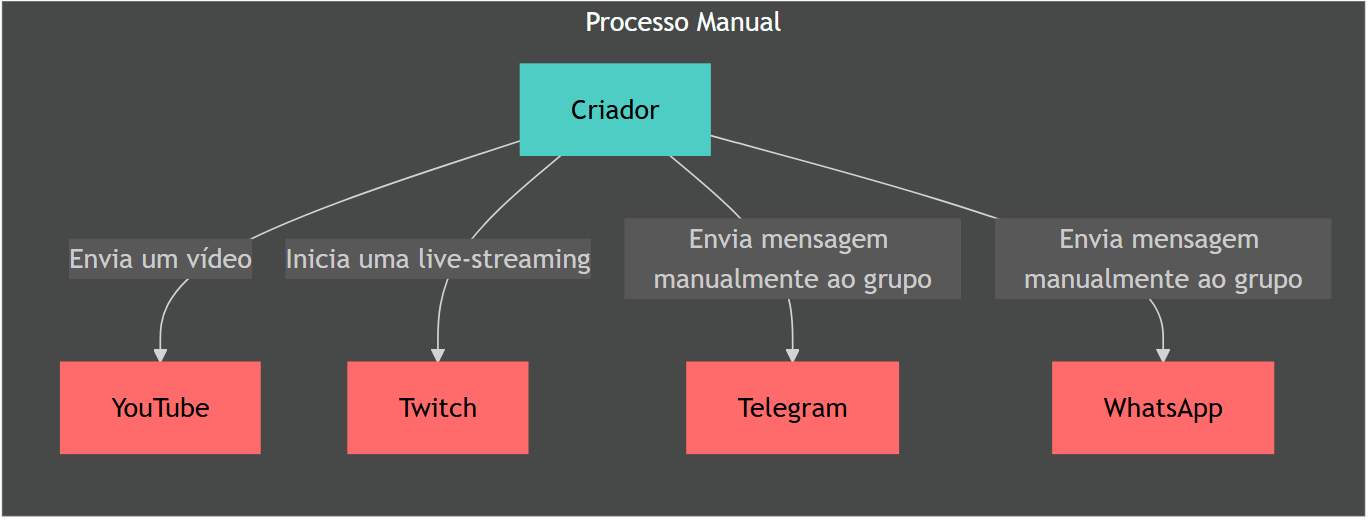 Processo Manual
Criador
Envia um vídeo
Inicia uma live-streaming
Envia mensagem
manualmente ao grupo
Envia mensagem
manualmente ao grupo
YouTube
Twitch
Telegram
WhatsApp